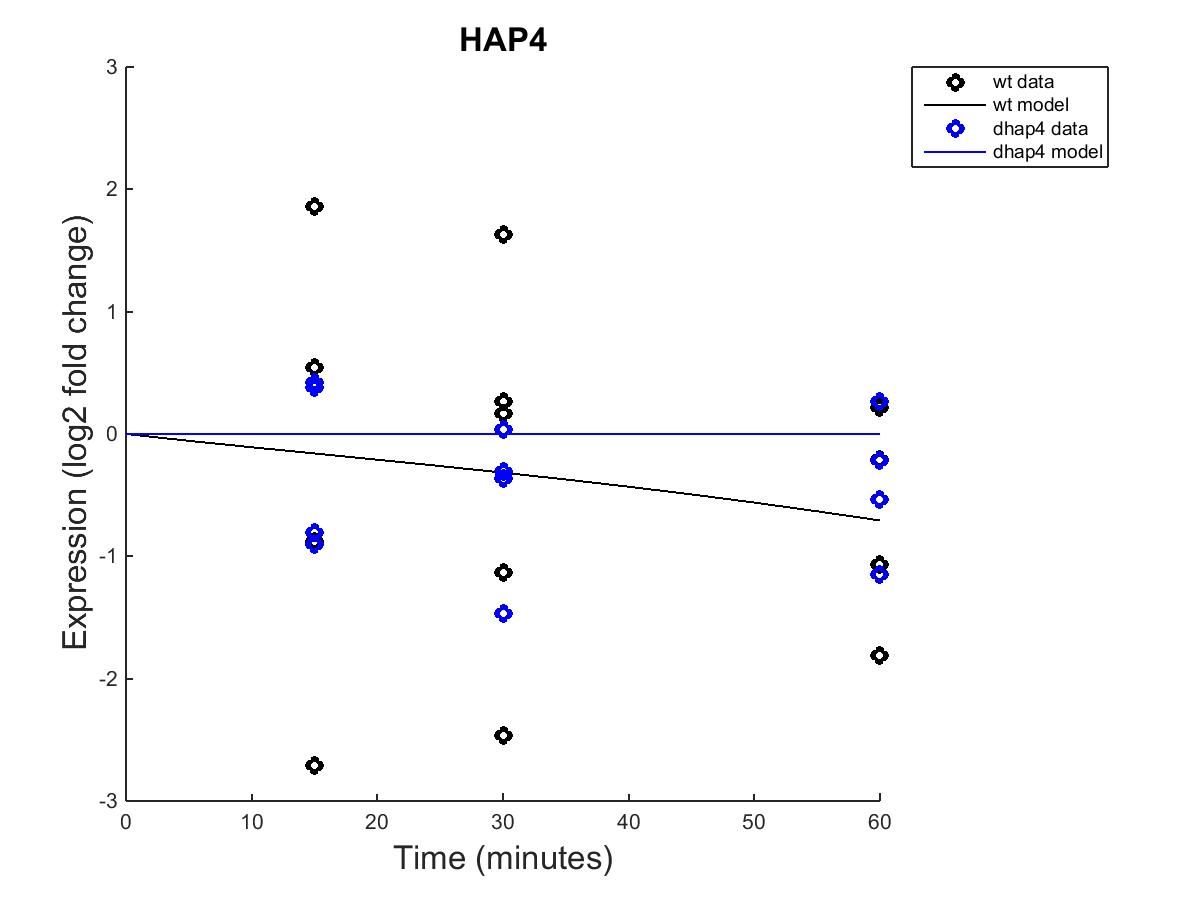 HAP4
wt data
wt model
dhap4 data
dhap4 model
Expression (log2 fold change)
3
2
1
0
-1
-2
-3
0 10 20 30 40 50 60
Time (minutes)